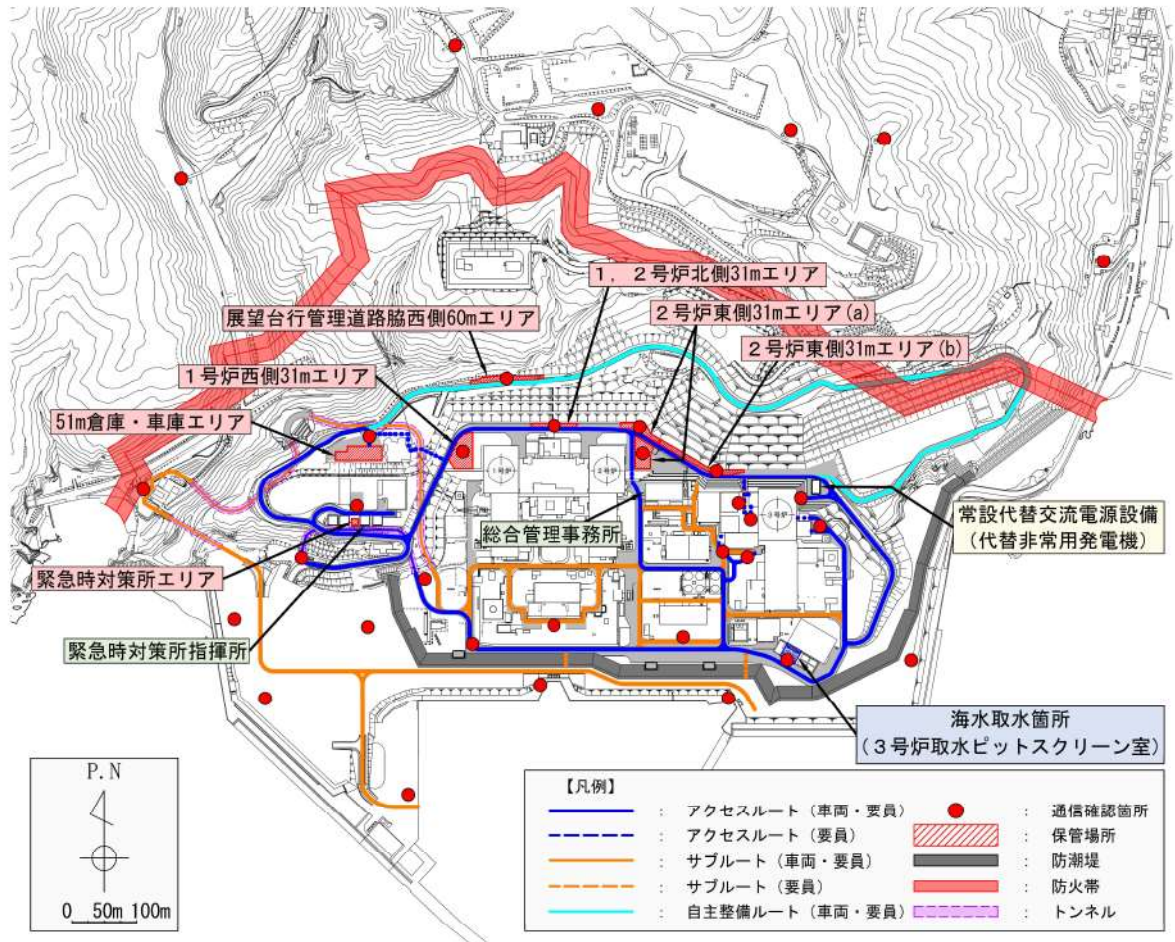 1，2号炉北側31mエリア
2号炉東側31mエリア(a)
展望台行管理道路脇西側60mエリア
2号炉東側31mエリア(b)
1号炉西側31mエリア
51m倉庫・車庫エリア
1号炉
2号炉
3号炉
総合管理事務所
常設代替交流電源設備
(代替非常用発電機)
緊急時対策所エリア
緊急時対策所指揮所
海水取水箇所
(3号炉取水ピットスクリーン室)
P.N
0 50m 100m
【凡例】
： アクセスルート（車両・要員）
： アクセスルート（要員）
： サブルート（車両・要員）
： サブルート（要員）
： 自主整備ルート（車両・要員）
： 通信確認箇所
： 保管場所
： 防潮堤
： 防火帯
： トンネル